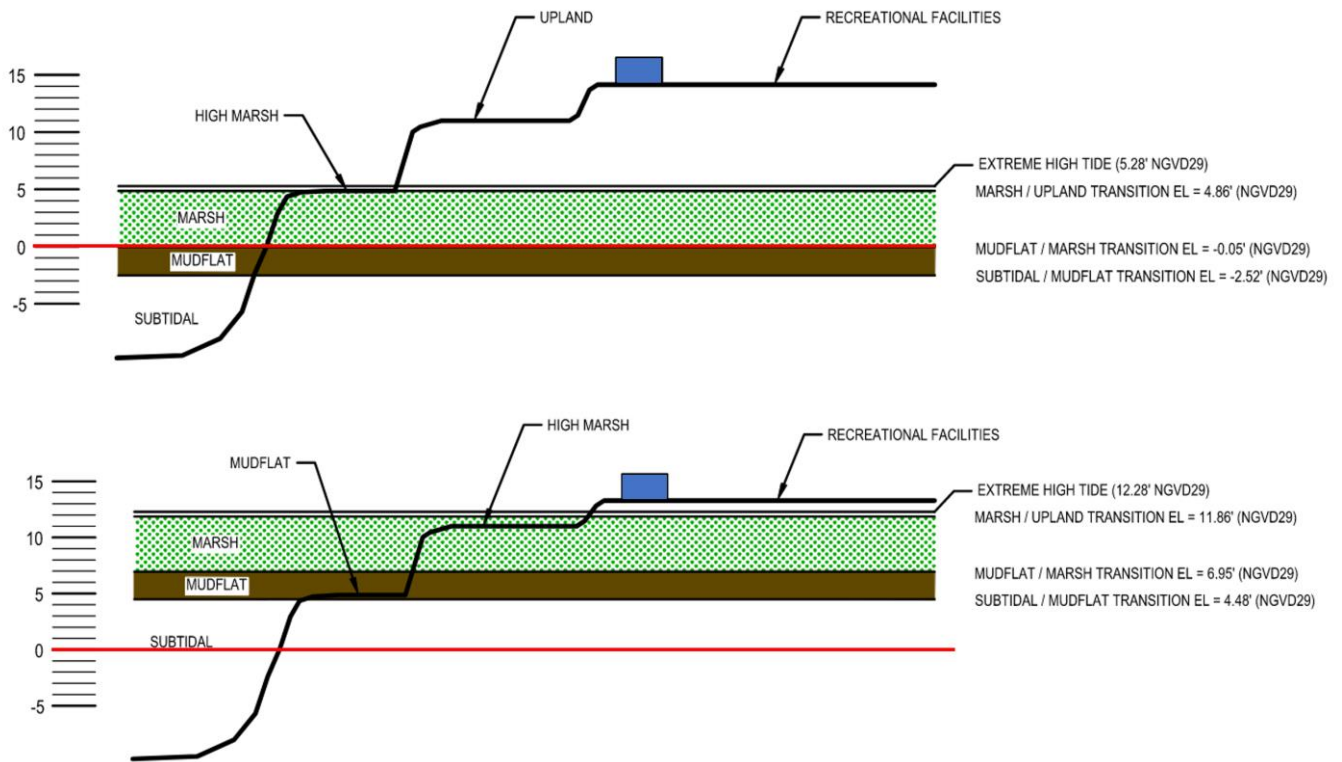 UPLAND
RECREATIONAL FACILITIES
15
HIGH MARSH
10
EXTREME HIGH TIDE (5.28' NGVD29)
5
MARSH / UPLAND TRANSITION EL = 4.86' (NGVD29)
MARSH
0
MUDFLAT / MARSH TRANSITION EL = -0.05' (NGVD29)
MUDFLAT
SUBTIDAL / MUDFLAT TRANSITION EL = -2.52' (NGVD29)
-5
SUBTIDAL
HIGH MARSH
RECREATIONAL FACILITIES
MUDFLAT
15
EXTREME HIGH TIDE (12.28' NGVD29)
MARSH / UPLAND TRANSITION EL = 11.86' (NGVD29)
10
MARSH
MUDFLAT / MARSH TRANSITION EL = 6.95' (NGVD29)
MUDFLAT
5
SUBTIDAL / MUDFLAT TRANSITION EL = 4.48' (NGVD29)
SUBTIDAL
0
-5